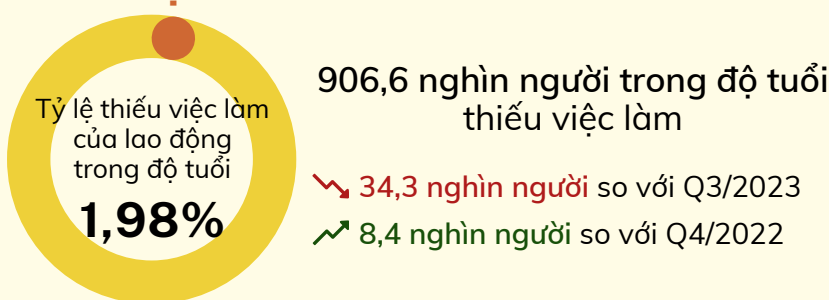 Tỷ lệ thiếu việc làm
của lao động
trong độ tuổi
1,98%
906,6 nghìn người trong độ tuổi
thiếu việc làm
34,3 nghìn người so với Q3/2023
8,4 nghìn người so với Q4/2022